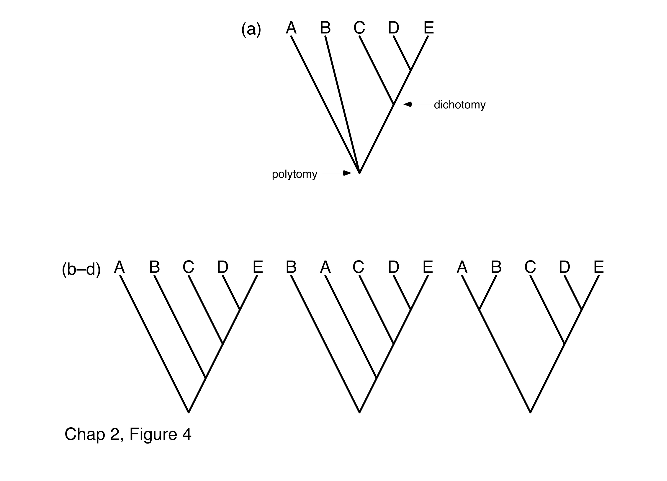 (a) A B C D E
dichotomy
polytomy
(b–d) A B C D E B A C D E A B C D E
Chap 2, Figure 4